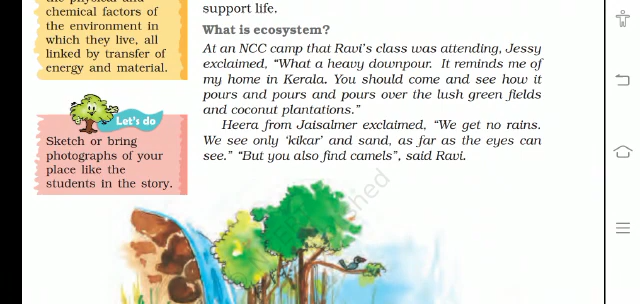 the physical and
chemical factors of
the environment in
which they live, all
linked by transfer of
energy and material.
Let's do
Sketch or bring
photographs of your
place like the
students in the story.
support life.
What is ecosystem?
At an NCC camp that Ravi's class was attending, Jessy
exclaimed, "What a heavy downpour. It reminds me of
my home in Kerala. You should come and see how it
pours and pours and pours over the lush green fields
and coconut plantations."
Heera from Jaisalmer exclaimed, "We get no rains.
We see only 'kikar' and sand, as far as the eyes can
see." "But you also find camels", said Ravi.